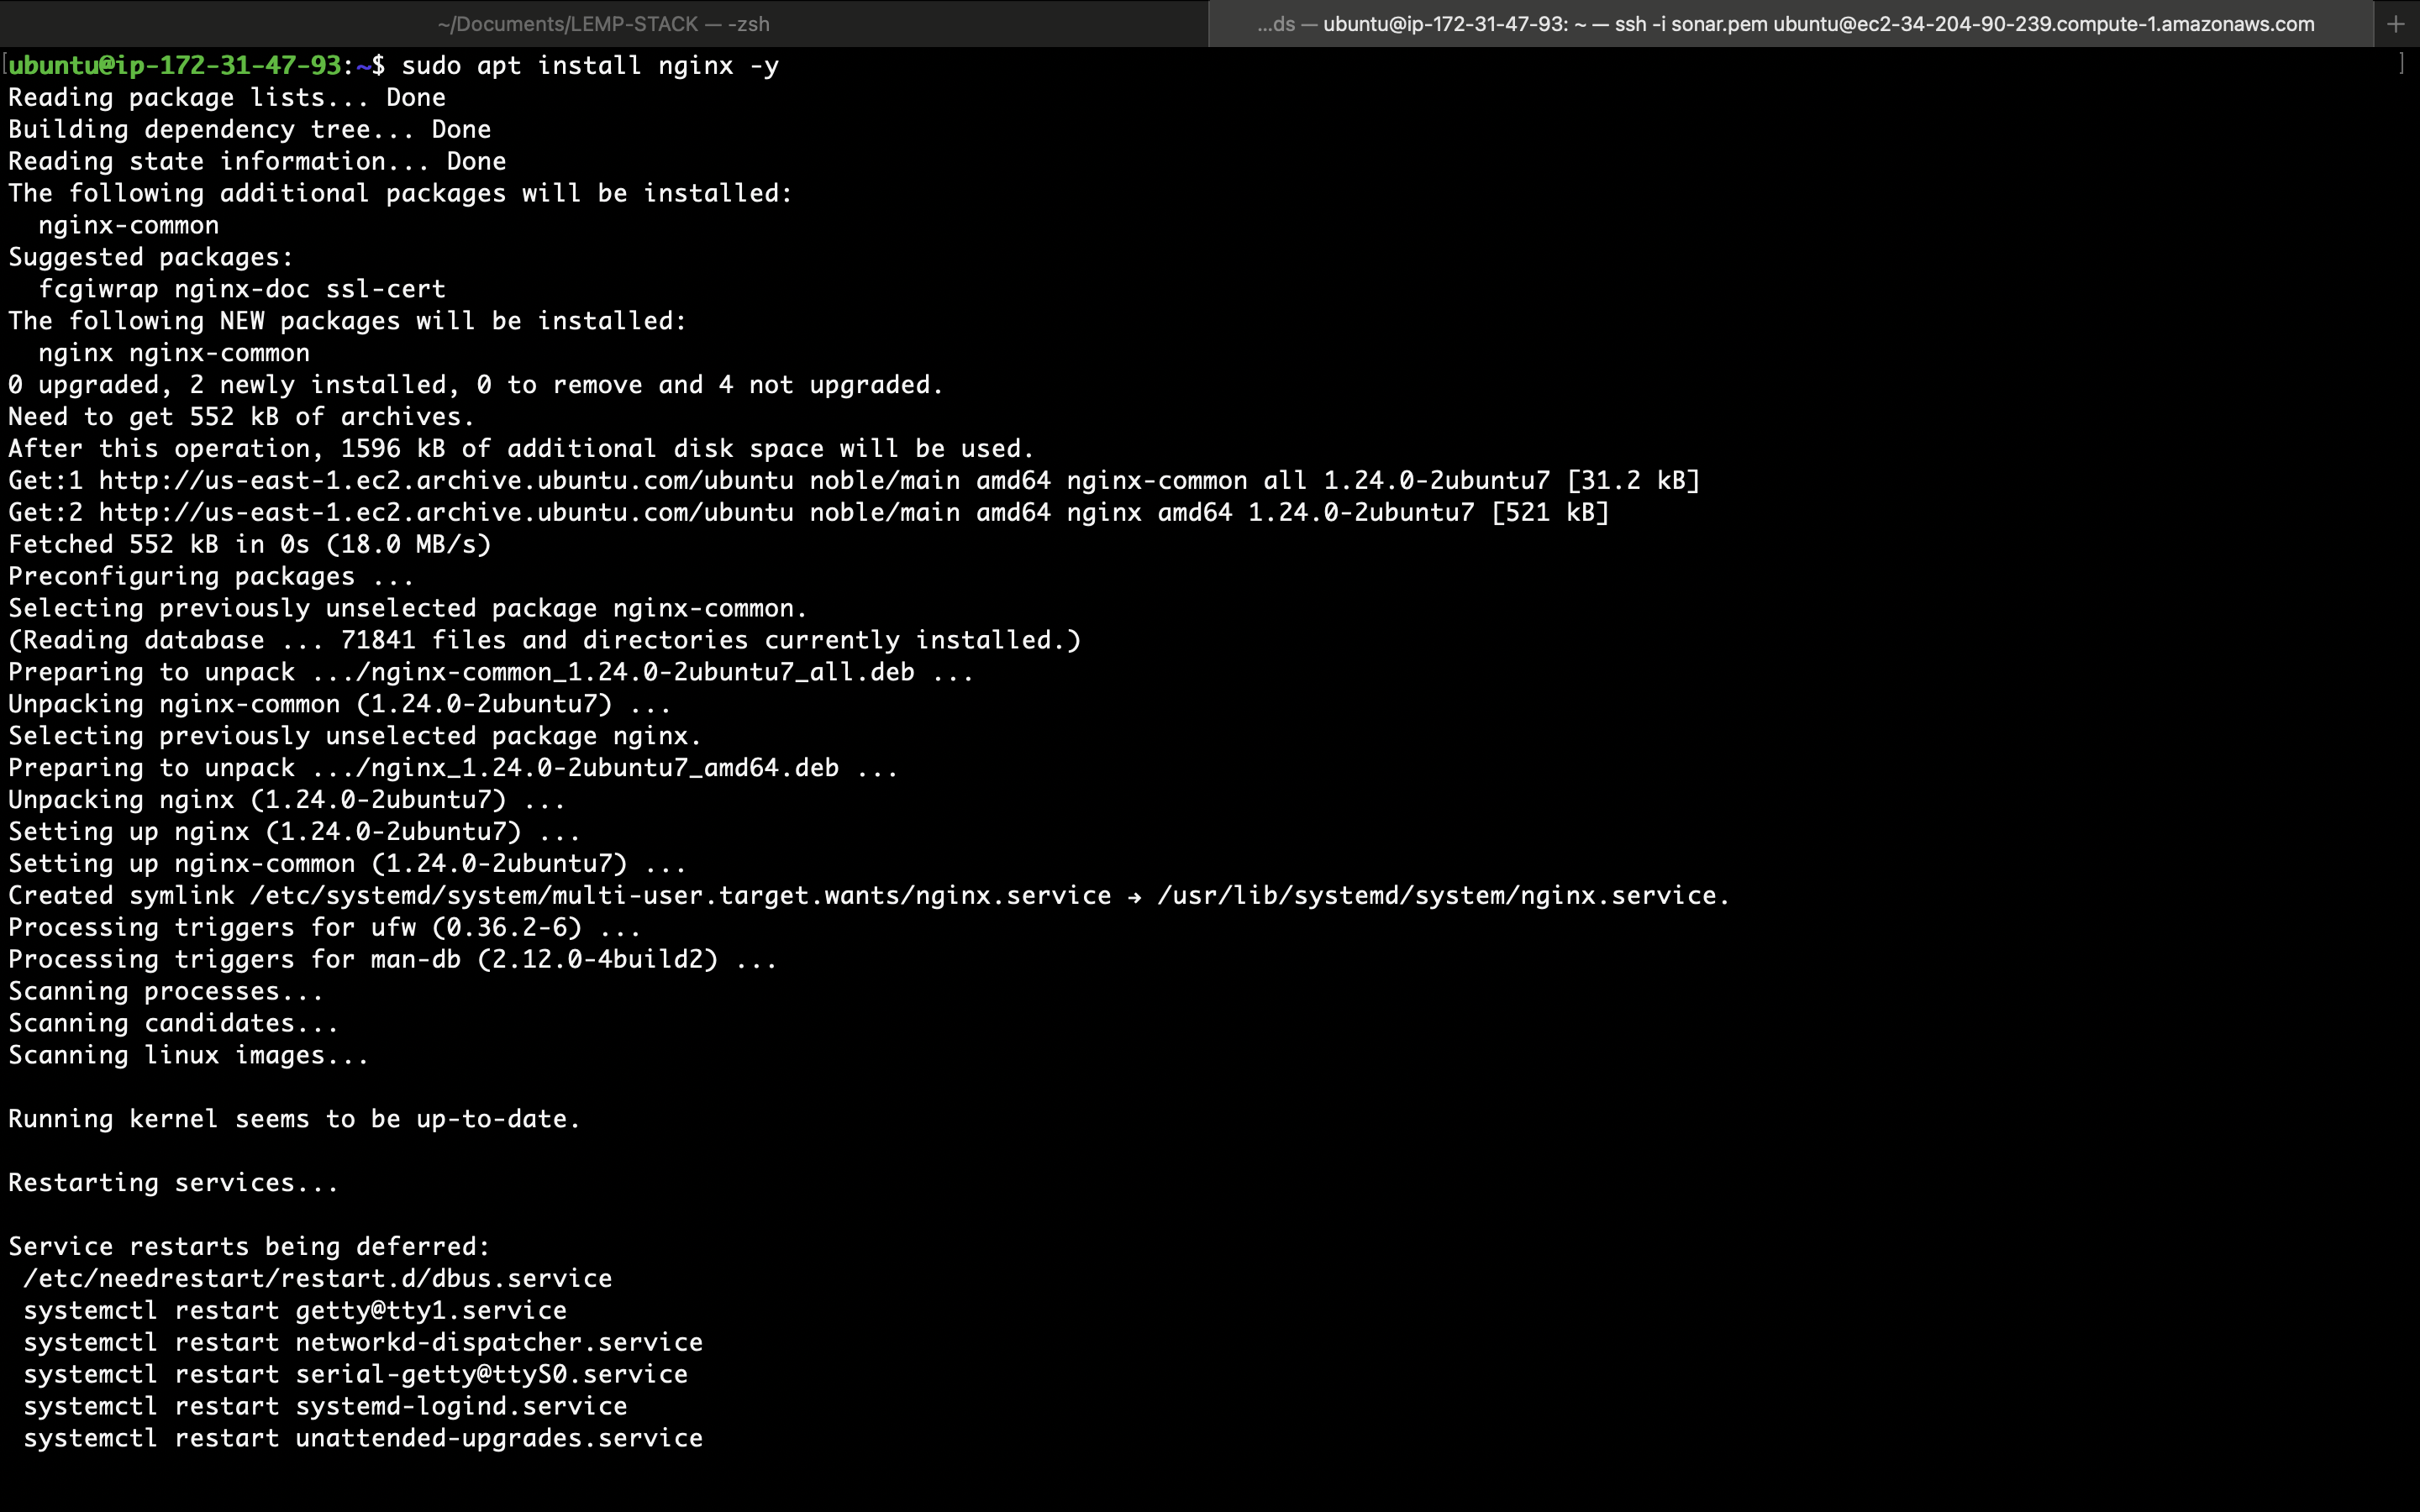 ~/Documents/LEMP-STACK — -zsh
...ds — ubuntu@ip-172-31-47-93: ~ — ssh -i sonar.pem ubuntu@ec2-34-204-90-239.compute-1.amazonaws.com
+
[ubuntu@ip-172-31-47-93:~$ sudo apt install nginx -y ]
Reading package lists... Done
Building dependency tree... Done
Reading state information... Done
The following additional packages will be installed:
  nginx-common
Suggested packages:
  fcgiwrap nginx-doc ssl-cert
The following NEW packages will be installed:
  nginx nginx-common
0 upgraded, 2 newly installed, 0 to remove and 4 not upgraded.
Need to get 552 kB of archives.
After this operation, 1596 kB of additional disk space will be used.
Get:1 http://us-east-1.ec2.archive.ubuntu.com/ubuntu noble/main amd64 nginx-common all 1.24.0-2ubuntu7 [31.2 kB]
Get:2 http://us-east-1.ec2.archive.ubuntu.com/ubuntu noble/main amd64 nginx amd64 1.24.0-2ubuntu7 [521 kB]
Fetched 552 kB in 0s (18.0 MB/s)
Preconfiguring packages ...
Selecting previously unselected package nginx-common.
(Reading database ... 71841 files and directories currently installed.)
Preparing to unpack .../nginx-common_1.24.0-2ubuntu7_all.deb ...
Unpacking nginx-common (1.24.0-2ubuntu7) ...
Selecting previously unselected package nginx.
Preparing to unpack .../nginx_1.24.0-2ubuntu7_amd64.deb ...
Unpacking nginx (1.24.0-2ubuntu7) ...
Setting up nginx (1.24.0-2ubuntu7) ...
Setting up nginx-common (1.24.0-2ubuntu7) ...
Created symlink /etc/systemd/system/multi-user.target.wants/nginx.service → /usr/lib/systemd/system/nginx.service.
Processing triggers for ufw (0.36.2-6) ...
Processing triggers for man-db (2.12.0-4build2) ...
Scanning processes...
Scanning candidates...
Scanning linux images...
Running kernel seems to be up-to-date.
Restarting services...
Service restarts being deferred:
 /etc/needrestart/restart.d/dbus.service
 systemctl restart getty@tty1.service
 systemctl restart networkd-dispatcher.service
 systemctl restart serial-getty@ttyS0.service
 systemctl restart systemd-logind.service
 systemctl restart unattended-upgrades.service